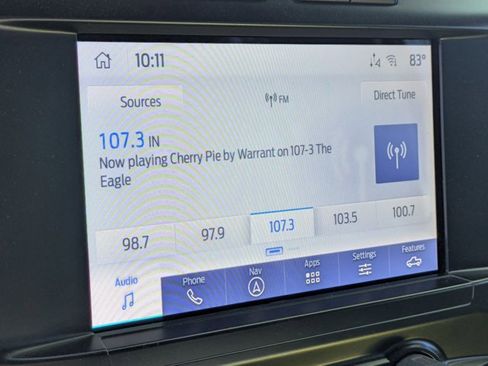 10:11
83°
Sources
FM
Direct Tune
107.3 IN
Now playing Cherry Pie by Warrant on 107-3 The
Eagle
98.7
97.9
107.3
103.5
100.7
Audio
Phone
Nav
Apps
Settings
Features